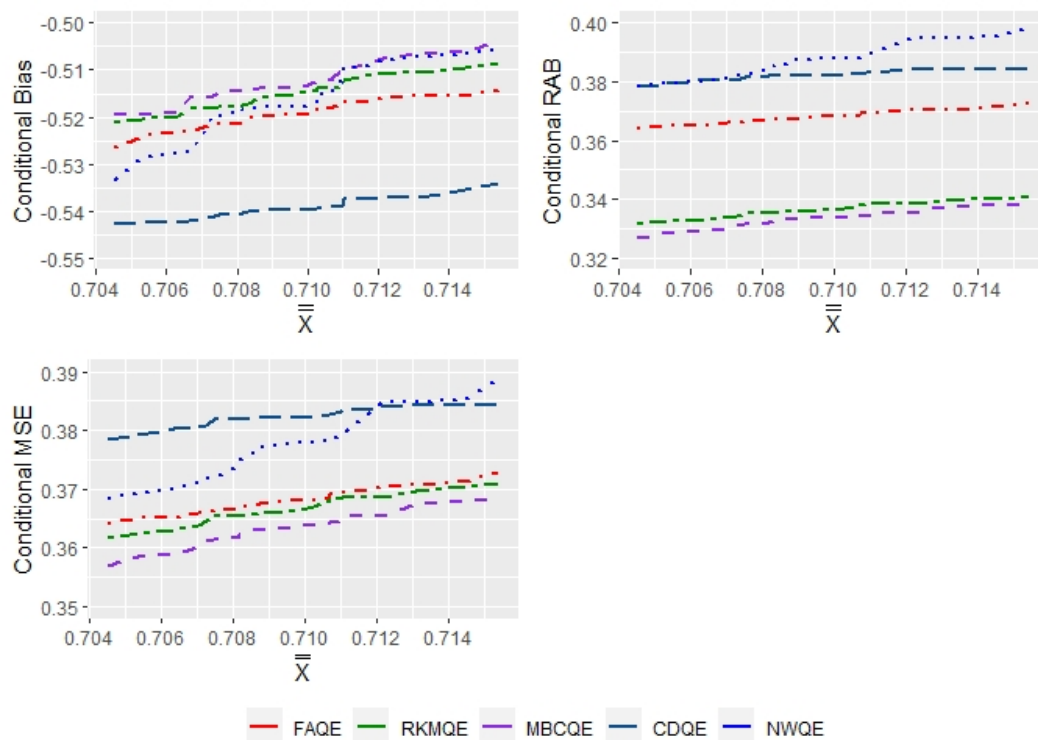 Conditional Bias
-0.50
-0.51
-0.52
-0.53
-0.54
-0.55
0.704 0.706 0.708 0.710 0.712 0.714
X̿
Conditional RAB
0.40
0.38
0.36
0.34
0.32
0.704 0.706 0.708 0.710 0.712 0.714
X̿
Conditional MSE
0.39
0.38
0.37
0.36
0.35
0.704 0.706 0.708 0.710 0.712 0.714
X̿
FAQE RKMQE MBCQE CDQE NWQE